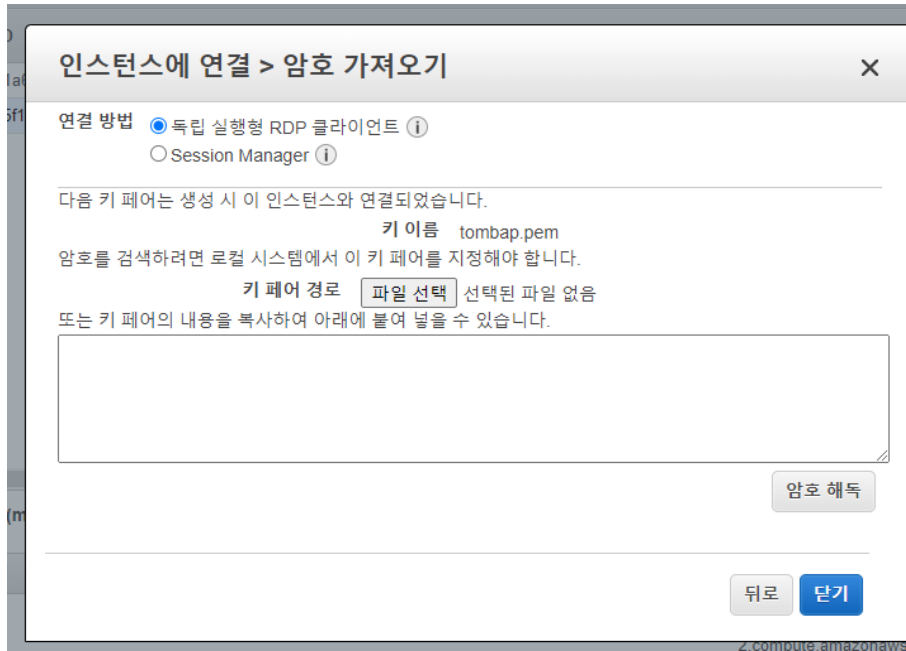 인스턴스에 연결 > 암호 가져오기
연결 방법 독립 실행형 RDP 클라이언트
Session Manager
다음 키 페어는 생성 시 이 인스턴스와 연결되었습니다.
키 이름 tombap.pem
암호를 검색하려면 로컬 시스템에서 이 키 페어를 지정해야 합니다.
키 페어 경로 파일 선택 선택된 파일 없음
또는 키 페어의 내용을 복사하여 아래에 붙여 넣을 수 있습니다.
암호 해독
뒤로 닫기
2.compute.amazonaws